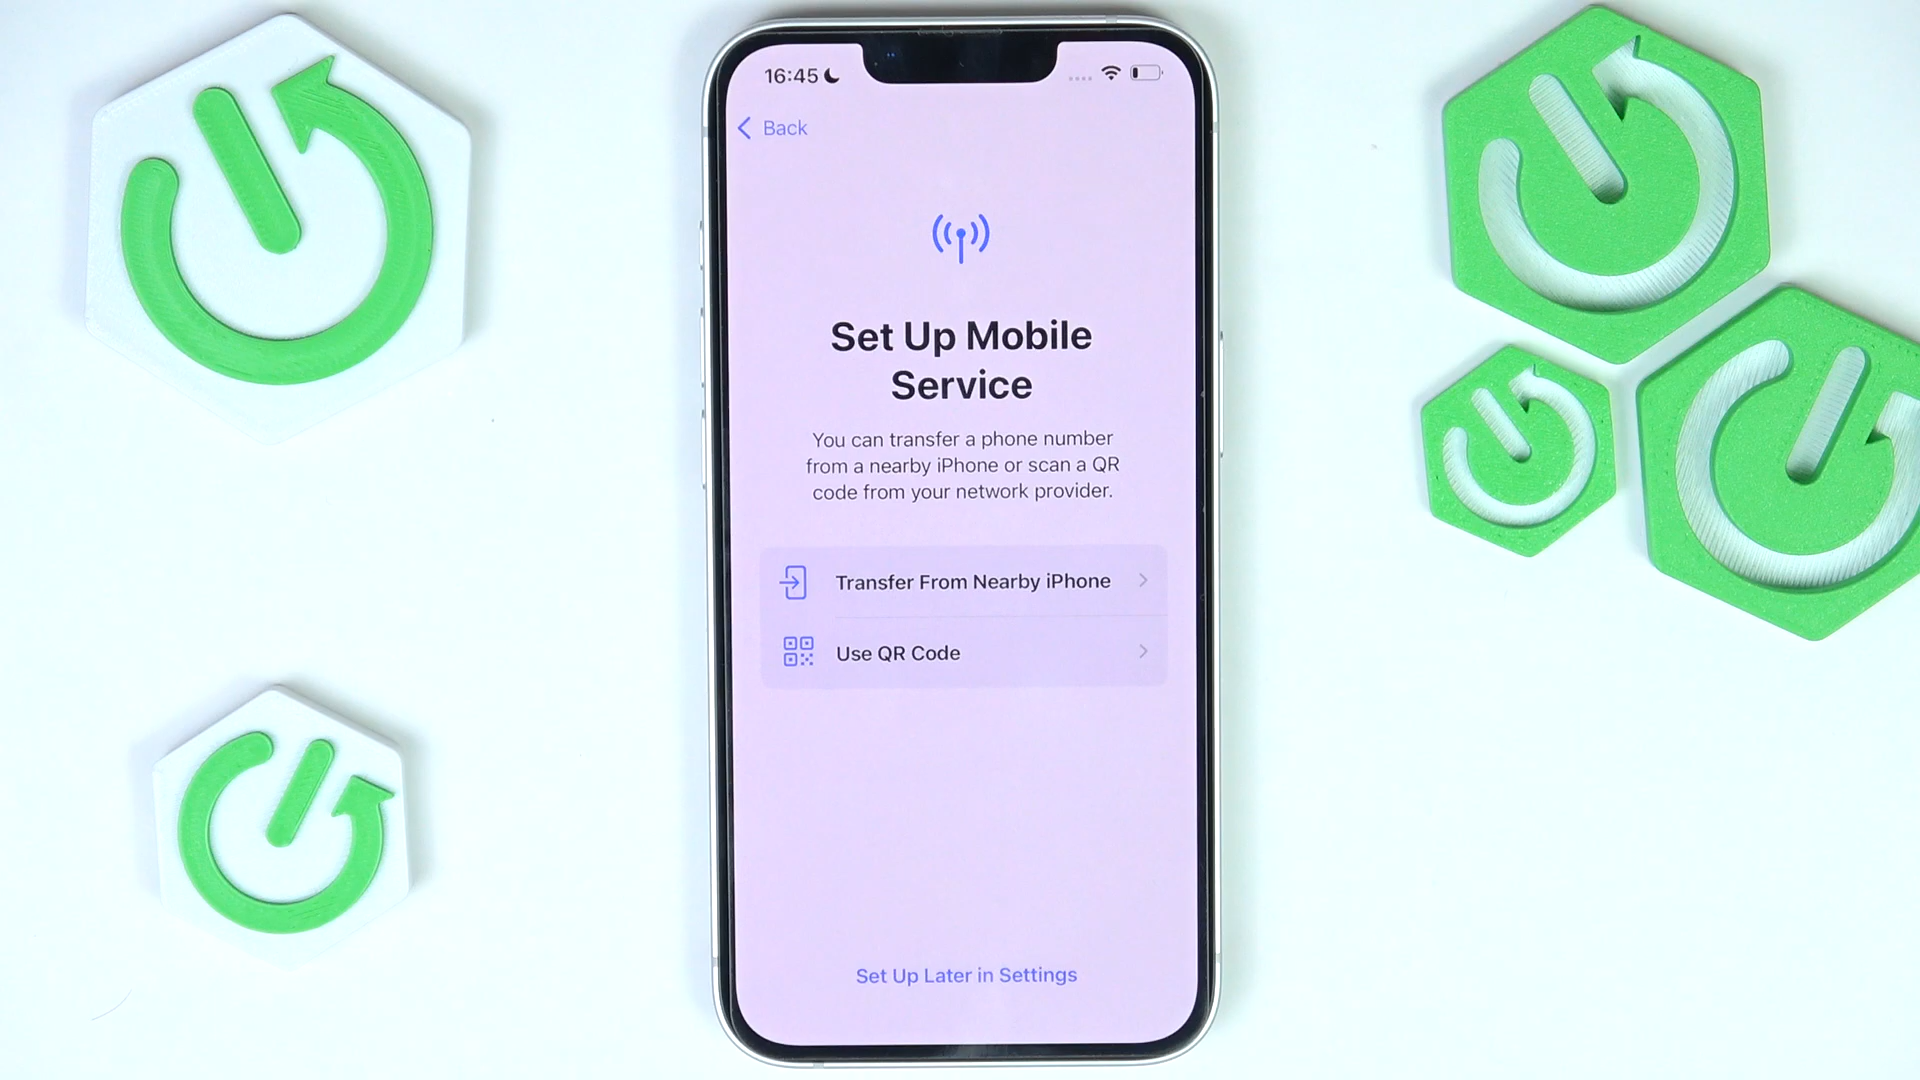 16:45
Back
Set Up Mobile
Service
You can transfer a phone number
from a nearby iPhone or scan a QR
code from your network provider.
Transfer From Nearby iPhone
Use QR Code
Set Up Later in Settings